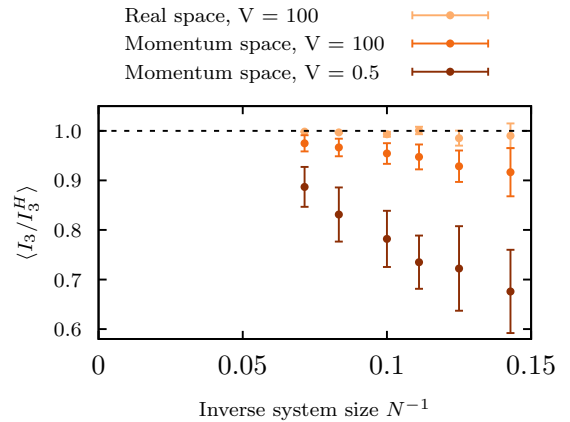 Real space, V = 100
Momentum space, V = 100
Momentum space, V = 0.5
1.0
0.9
0.8
0.7
0.6
⟨I₃/I₃ᴴ⟩
0 0.05 0.1 0.15
Inverse system size N⁻¹